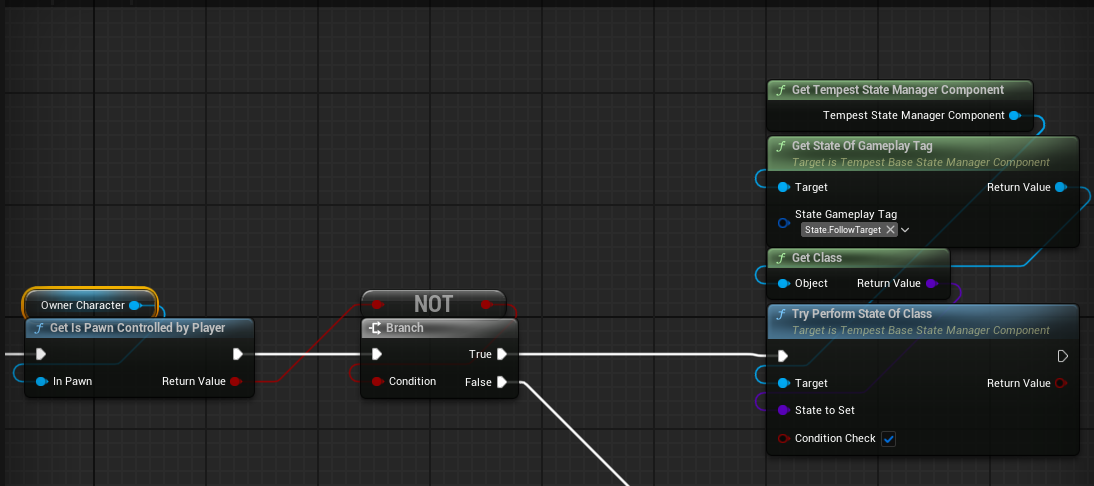 Get Tempest State Manager Component
Tempest State Manager Component
Get State Of Gameplay Tag
Target is Tempest Base State Manager Component
Target Return Value
State Gameplay Tag
State.FollowTarget
Get Class
Object Return Value
Owner Character
NOT
Get Is Pawn Controlled by Player
In Pawn Return Value
Branch
True
Condition False
Try Perform State Of Class
Target is Tempest Base State Manager Component
Target Return Value
State to Set
Condition Check